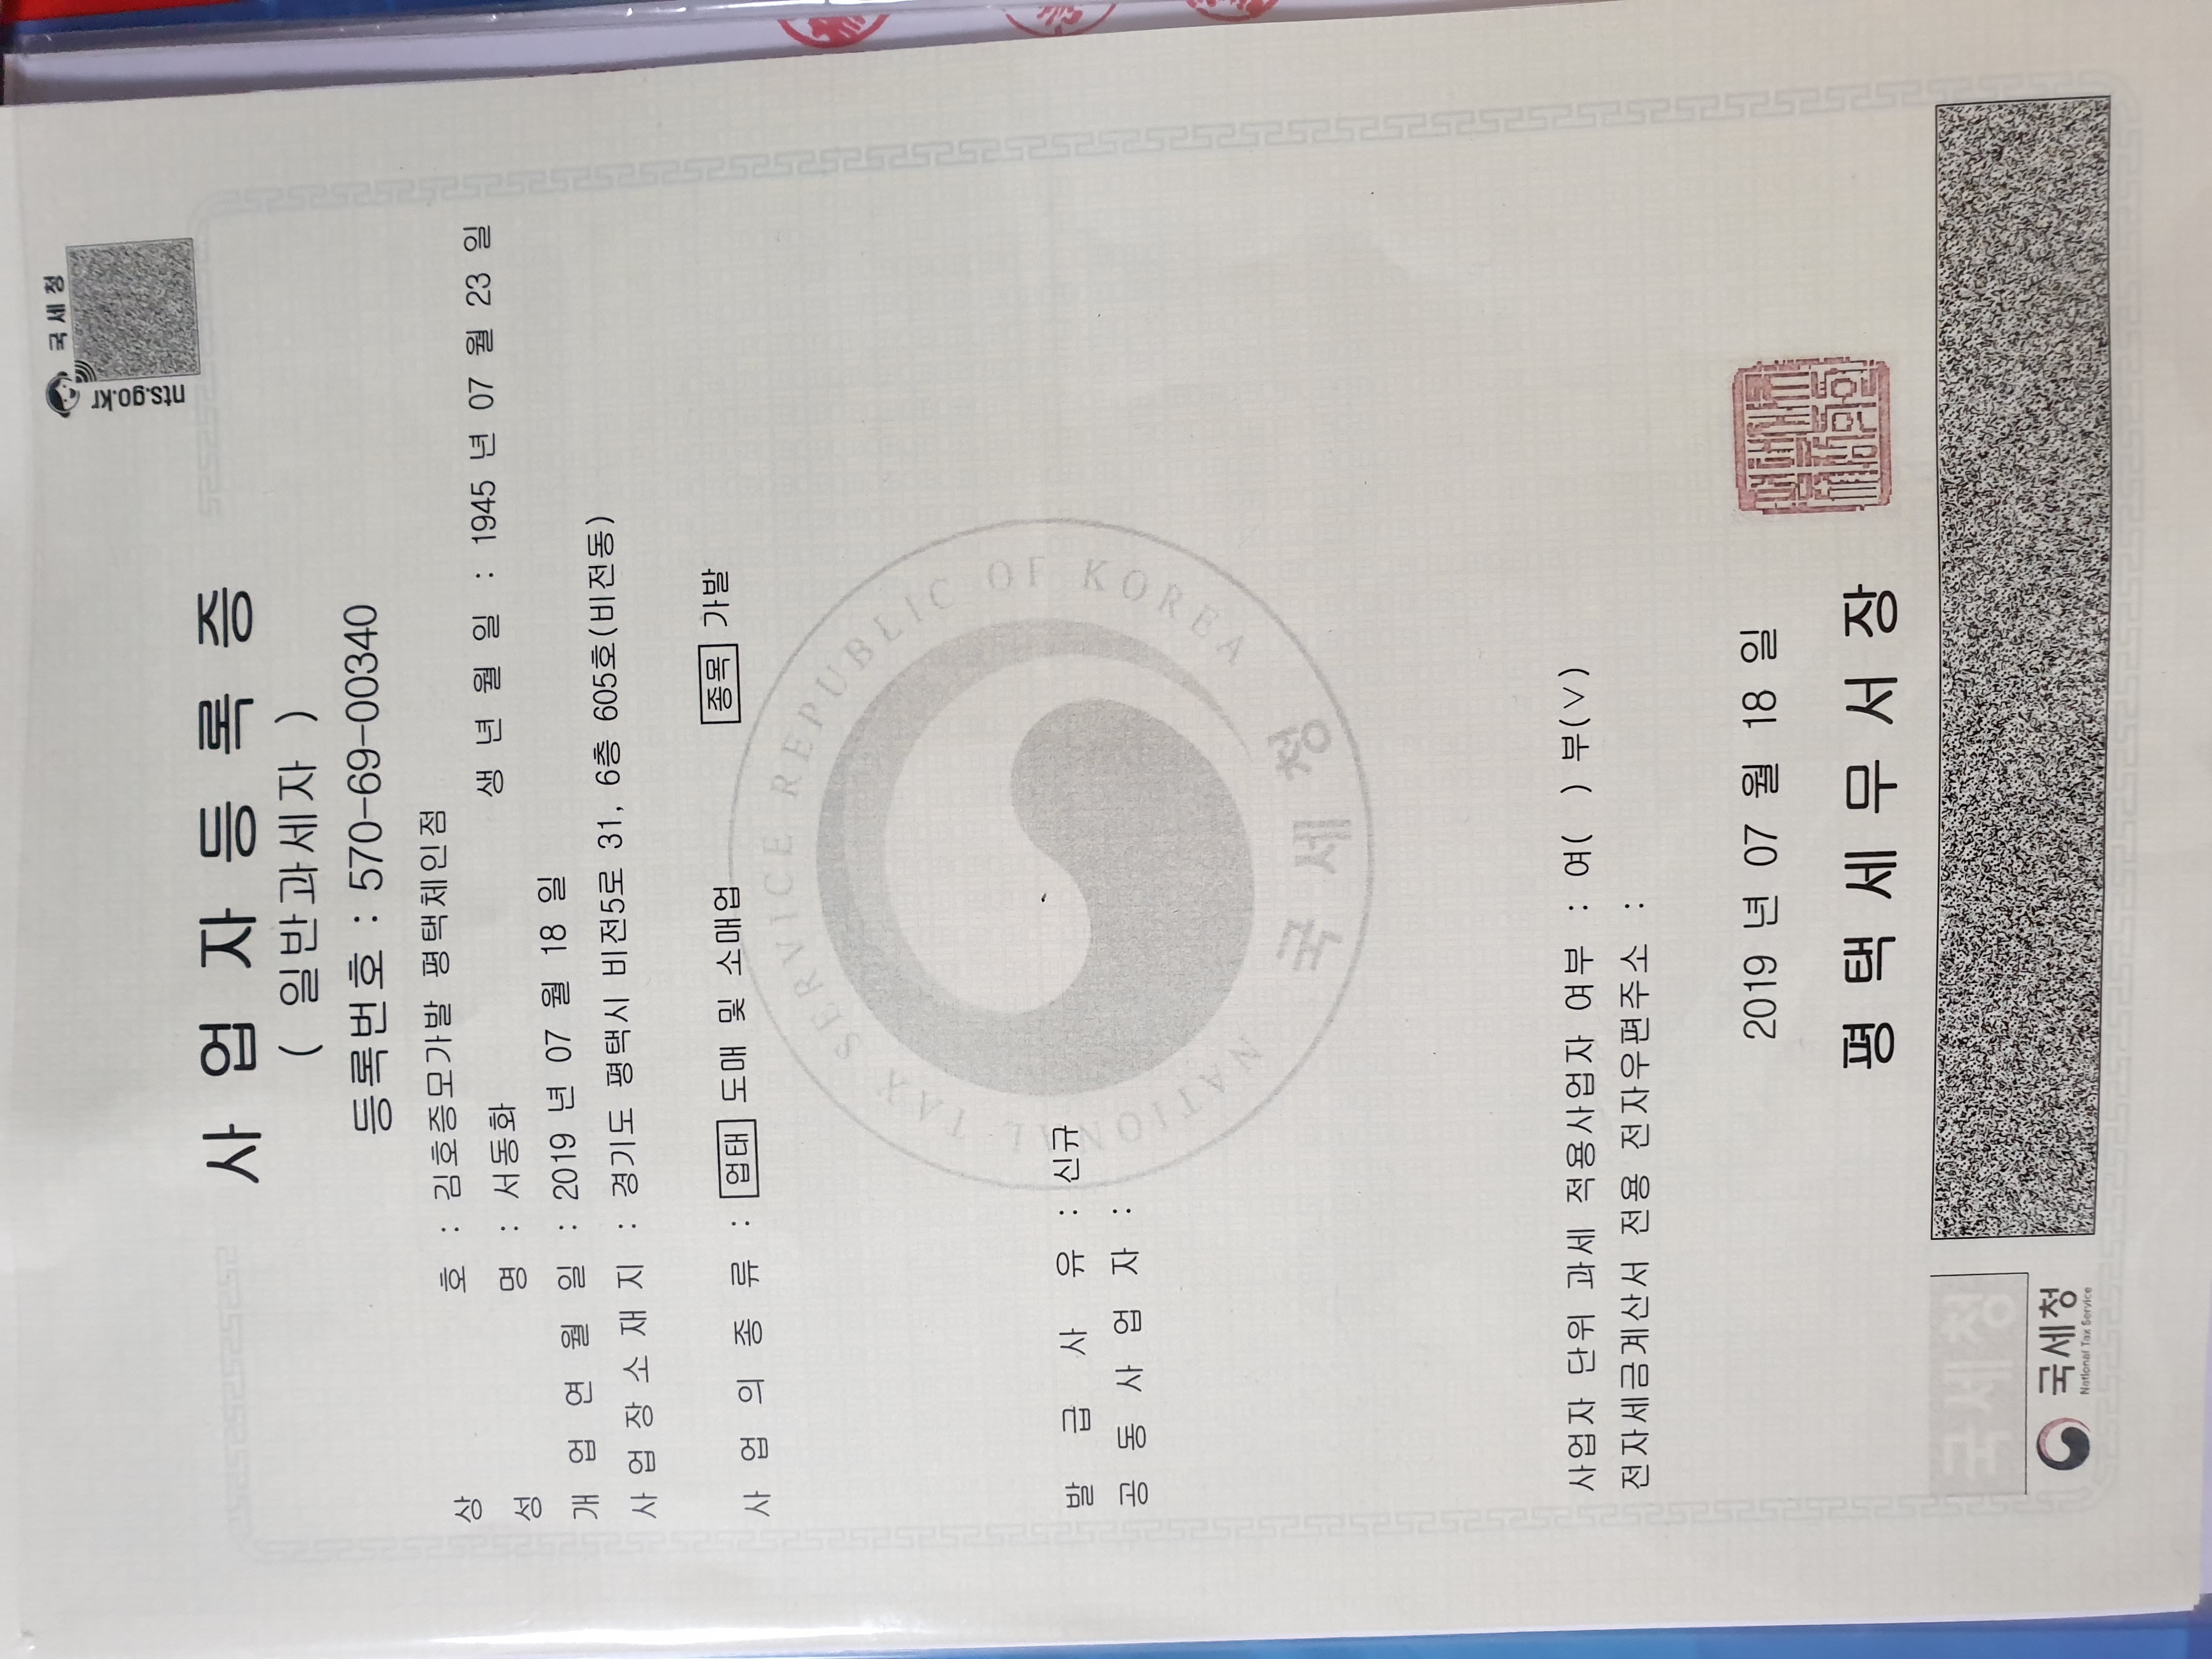 국세청
nts.go.kr
사 업 자 등 록 증
( 일반과세자 )
등록번호 : 570-69-00340
상 호 : 김호증모가발 평택체인점
성 명 : 서동화 생 년 월 일 : 1945 년 07 월 23 일
개 업 연 월 일 : 2019 년 07 월 18 일
사 업 장 소 재 지 : 경기도 평택시 비전5로 31, 6층 605호(비전동)
사 업 의 종 류 : 업태 도매 및 소매업 종목 가발
NATIONAL TAX SERVICE REPUBLIC OF KOREA
국세청
발 급 사 유 : 신규
공 동 사 업 자 :
사업자 단위 과세 적용사업자 여부 : 여( ) 부(∨)
전자세금계산서 전용 전자우편주소 :
2019 년 07 월 18 일
평 택 세 무 서 장
국세청
국세청
National Tax Service